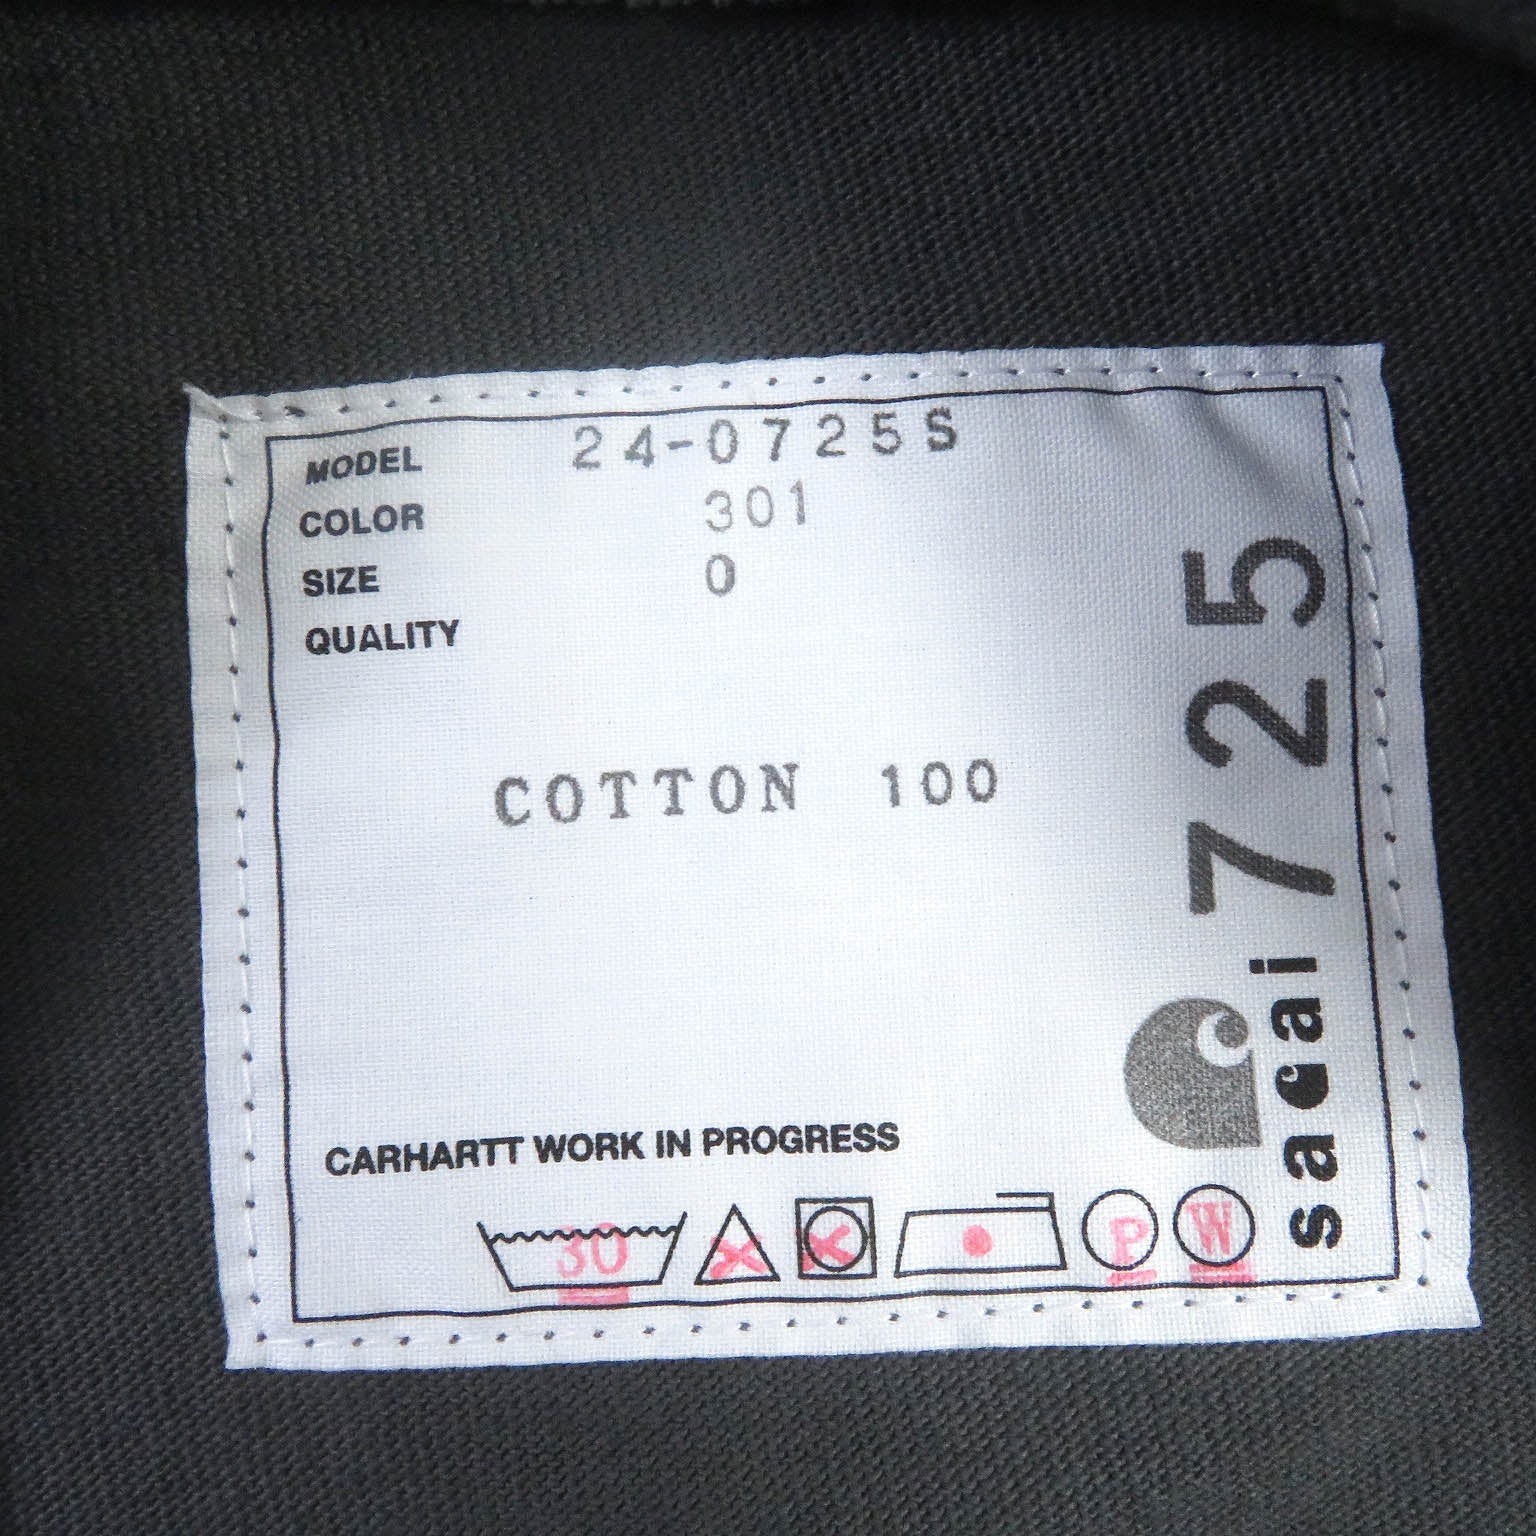 MODEL 24-0725S
COLOR 301
SIZE 0
QUALITY
COTTON 100
CARHARTT WORK IN PROGRESS
30 P W
sacai 725